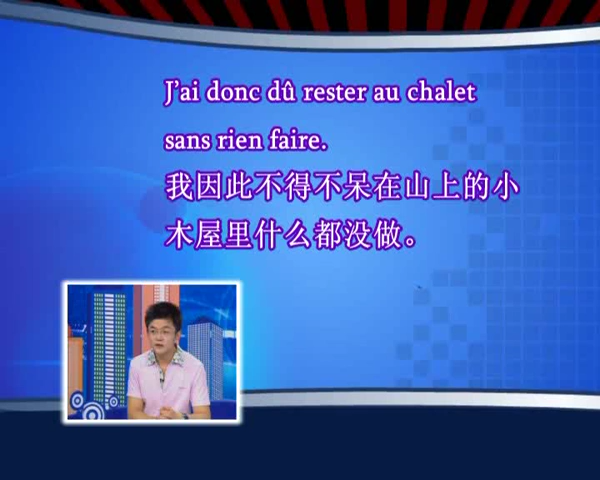 J’ai donc dû rester au chalet
sans rien faire.
我因此不得不呆在山上的小
木屋里什么都没做。